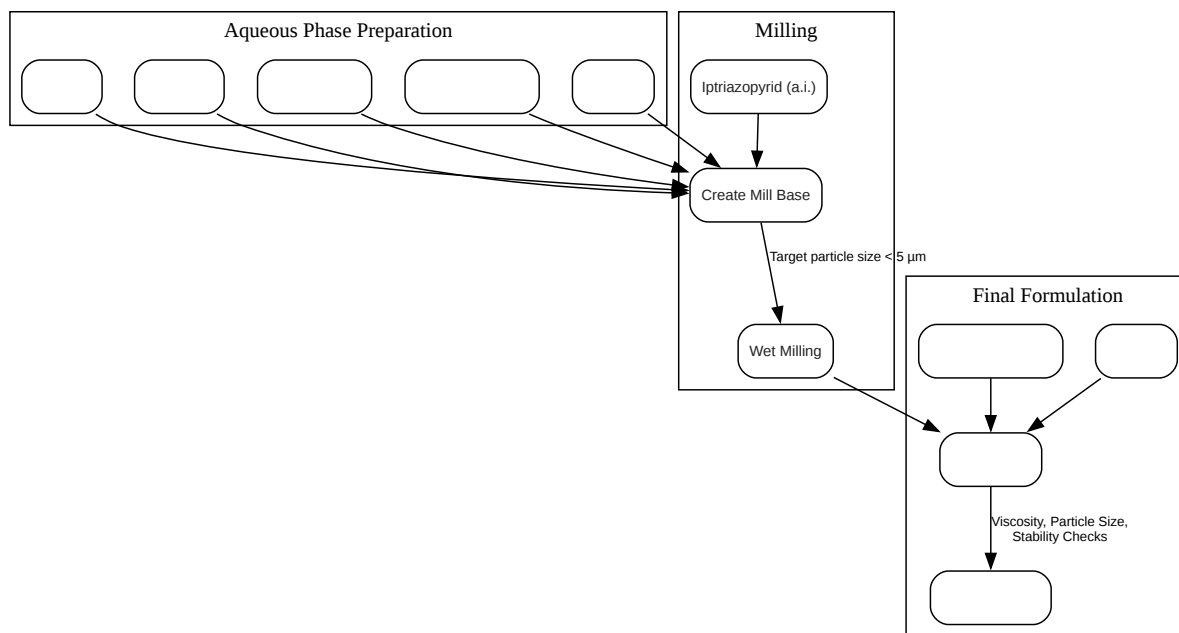 Aqueous Phase Preparation
Milling
Iptriazopyrid (a.i.)
Create Mill Base
Target particle size < 5 µm
Wet Milling
Final Formulation
Viscosity, Particle Size,
Stability Checks